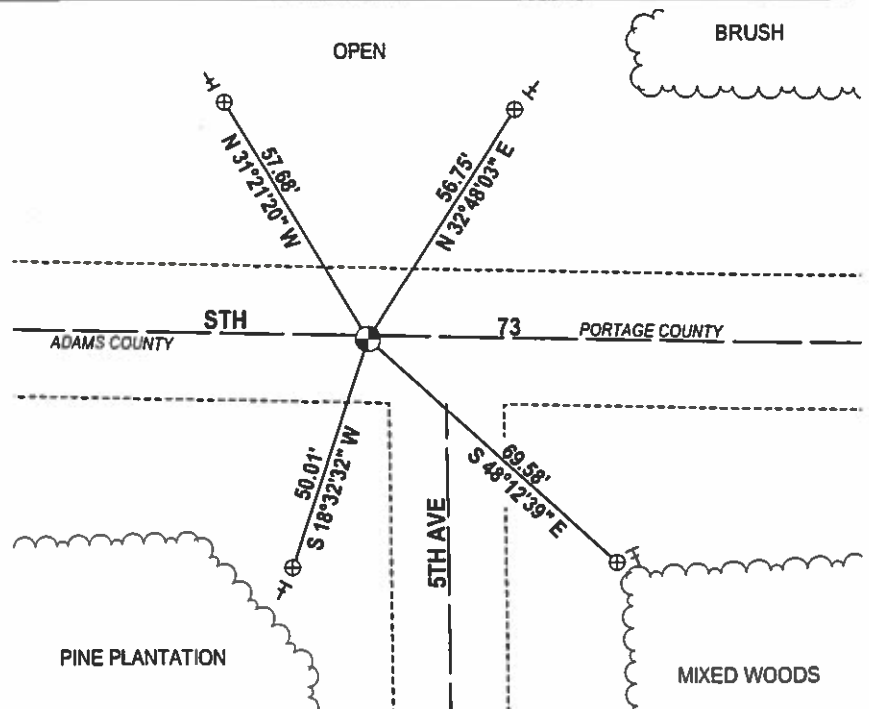 OPEN
BRUSH
57.68'
N 31°21'20" W
56.75'
N 32°48'03" E
STH
73
ADAMS COUNTY
PORTAGE COUNTY
50.01'
S 18°32'32" W
69.58'
S 48°12'39" E
5TH AVE
PINE PLANTATION
MIXED WOODS